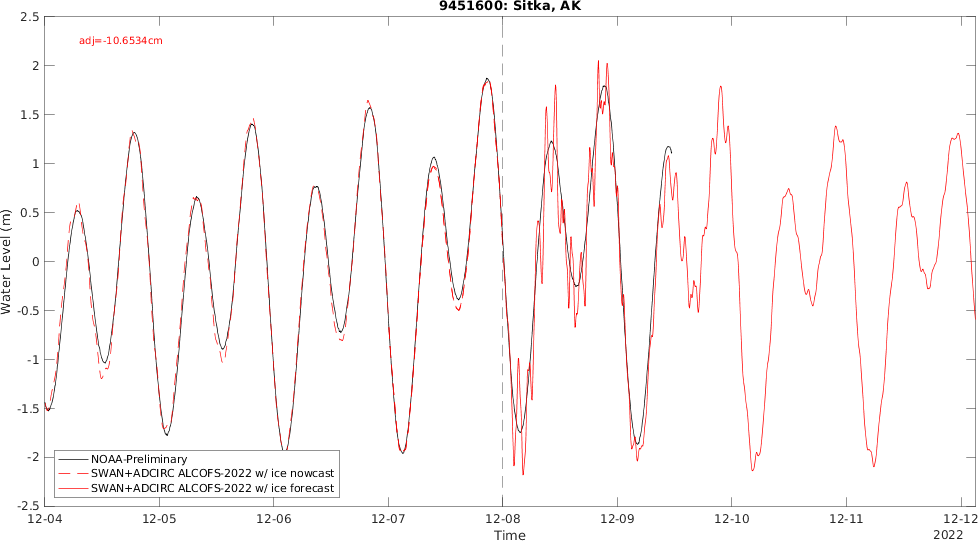 9451600: Sitka, AK
adj=-10.6534cm
2.5
2
1.5
1
0.5
0
-0.5
-1
-1.5
-2
-2.5
Water Level (m)
NOAA-Preliminary
SWAN+ADCIRC ALCOFS-2022 w/ ice nowcast
SWAN+ADCIRC ALCOFS-2022 w/ ice forecast
12-04 12-05 12-06 12-07 12-08 12-09 12-10 12-11 12-12
Time
2022